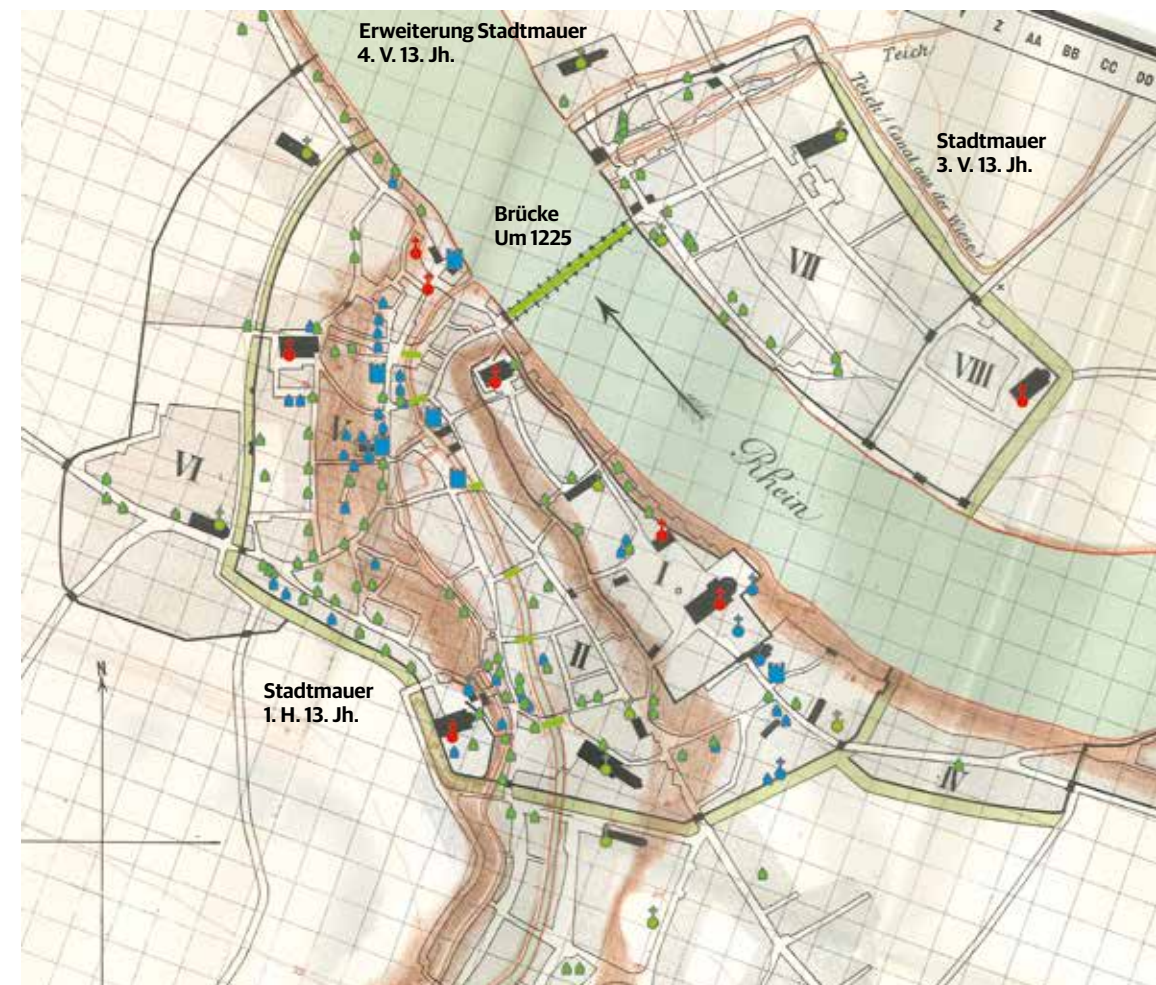 Erweiterung Stadtmauer
4. V. 13. Jh.
Z AA BB CC DD
Teich
Teich / Canal aus der Wiese
Stadtmauer
3. V. 13. Jh.
Brücke
Um 1225
VII
VIII
Rhein
V
VI
I
II
IV
N
Stadtmauer
1. H. 13. Jh.